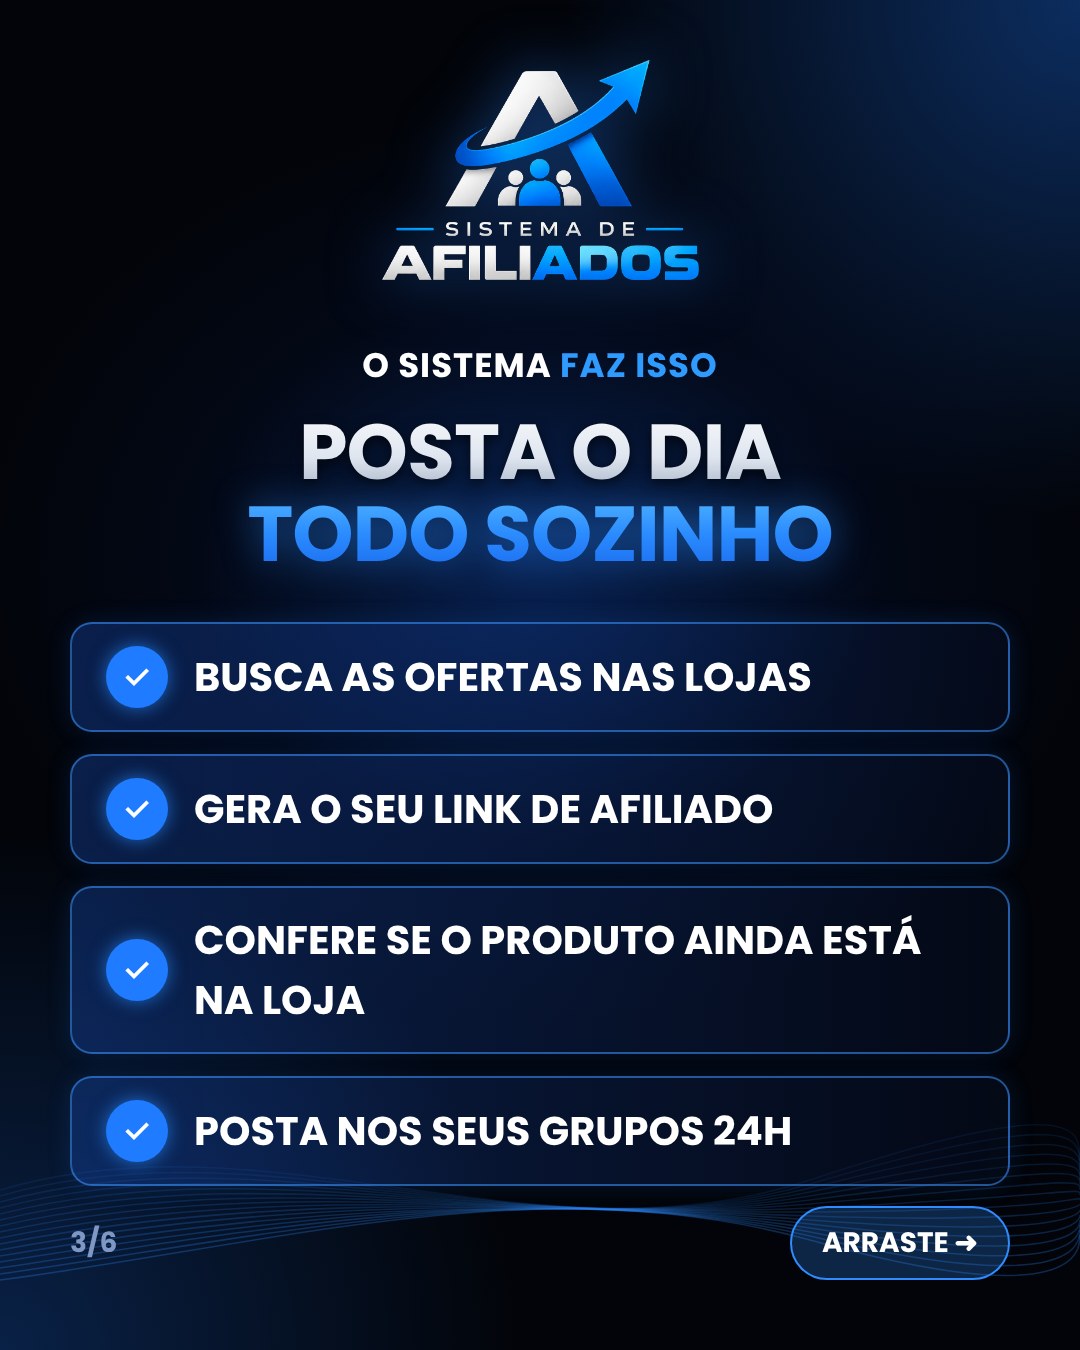 SISTEMA DE
AFILIADOS
O SISTEMA FAZ ISSO
POSTA O DIA
TODO SOZINHO
BUSCA AS OFERTAS NAS LOJAS
GERA O SEU LINK DE AFILIADO
CONFERE SE O PRODUTO AINDA ESTÁ
NA LOJA
POSTA NOS SEUS GRUPOS 24H
3/6
ARRASTE →